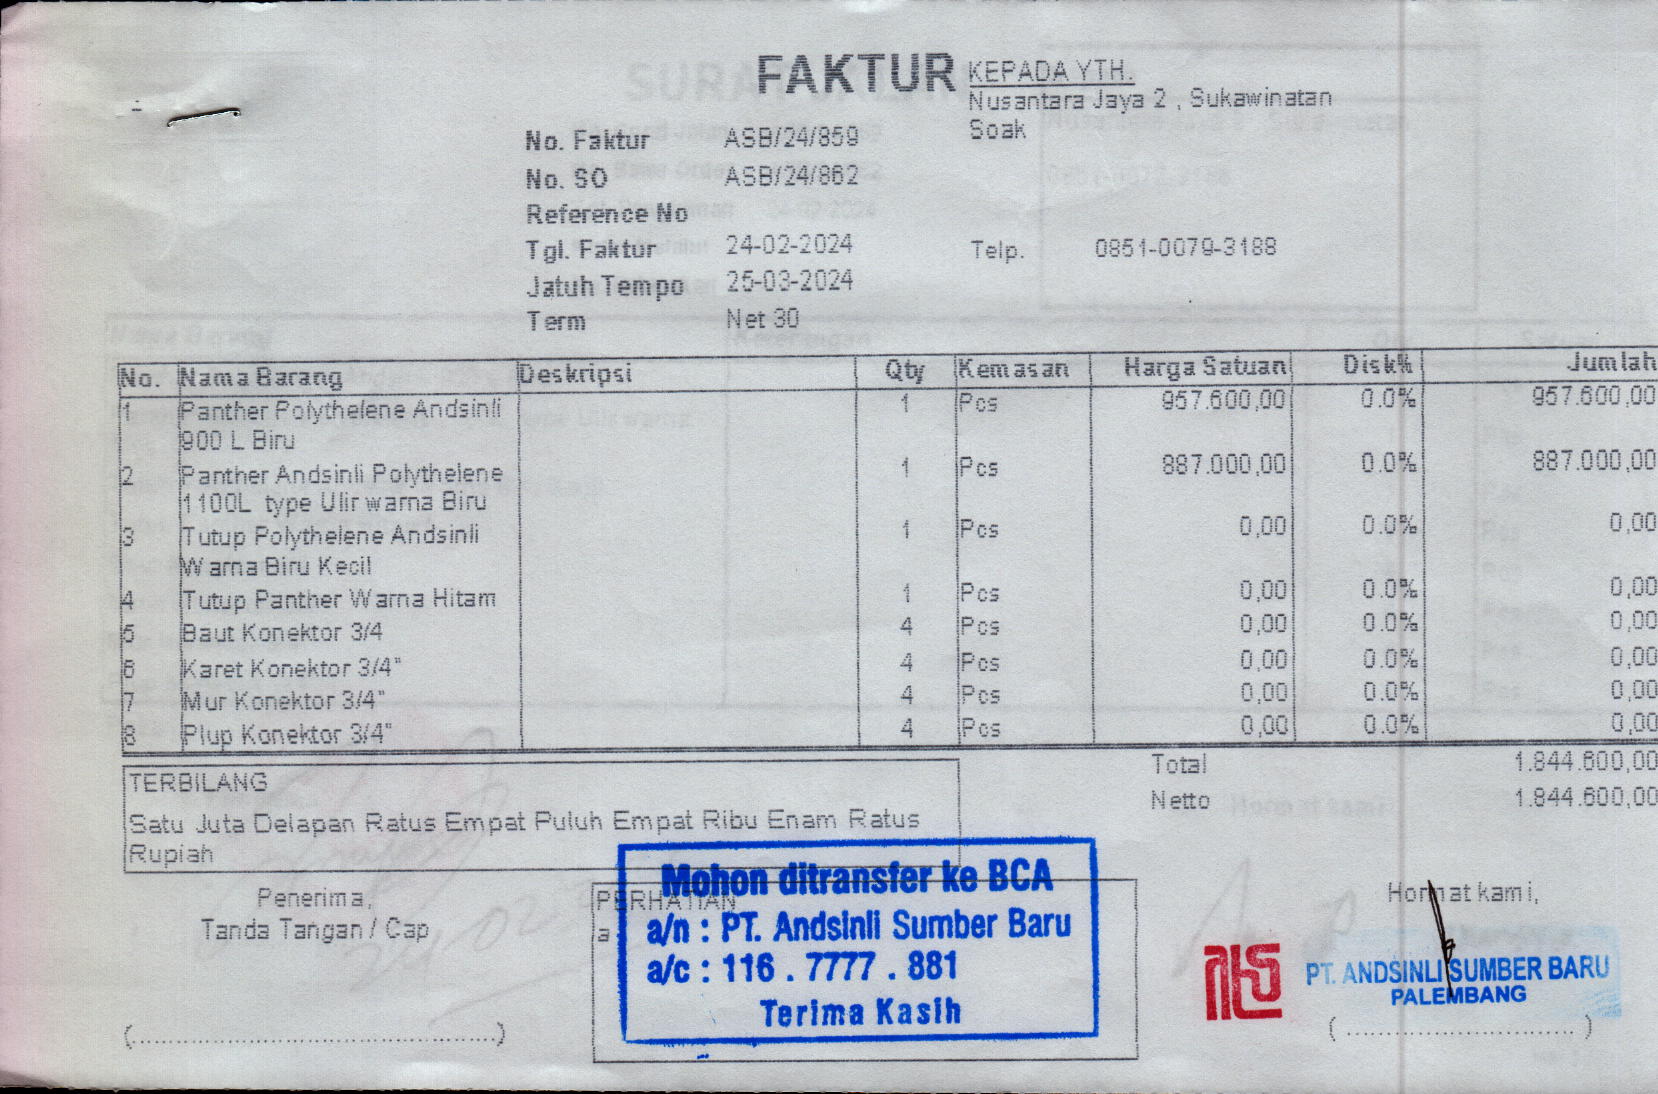 FAKTUR
KEPADA YTH.
Nusantara Jaya 2 , Sukawinatan
Soak
No. Faktur ASB/24/859
No. SO ASB/24/862
Reference No
Tgl. Faktur 24-02-2024 Telp. 0851-0079-3188
Jatuh Tempo 25-03-2024
Term Net 30
No. Nama Barang Deskripsi Qty Kemasan Harga Satuan Disk% Jumlah
1 Panther Polythelene Andsinli 1 Pcs 957.600,00 0.0% 957.600,00
900 L Biru
2 Panther Andsinli Polythelene 1 Pcs 887.000,00 0.0% 887.000,00
1100L type Ulir warna Biru
3 Tutup Polythelene Andsinli 1 Pcs 0,00 0.0% 0,00
Warna Biru Kecil
4 Tutup Panther Warna Hitam 1 Pcs 0,00 0.0% 0,00
5 Baut Konektor 3/4 4 Pcs 0,00 0.0% 0,00
6 Karet Konektor 3/4" 4 Pcs 0,00 0.0% 0,00
7 Mur Konektor 3/4" 4 Pcs 0,00 0.0% 0,00
8 Plup Konektor 3/4" 4 Pcs 0,00 0.0% 0,00
Total 1.844.600,00
Netto 1.844.600,00
TERBILANG
Satu Juta Delapan Ratus Empat Puluh Empat Ribu Enam Ratus
Rupiah
Penerima,
Tanda Tangan / Cap
PERHATIAN
a
Mohon ditransfer ke BCA
a/n : PT. Andsinli Sumber Baru
a/c : 116 . 7777 . 881
Terima Kasih
Hormat kami,
PT. ANDSINLI SUMBER BARU
PALEMBANG